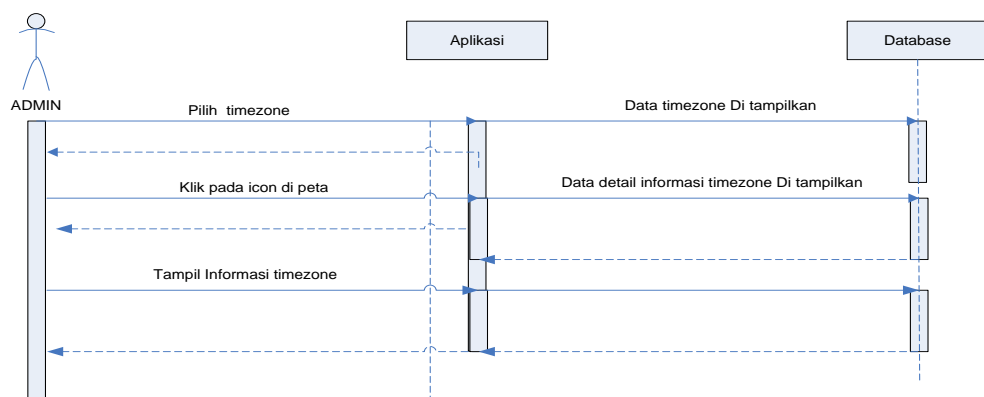 Aplikasi
Database
ADMIN
Pilih timezone
Data timezone Di tampilkan
Klik pada icon di peta
Data detail informasi timezone Di tampilkan
Tampil Informasi timezone